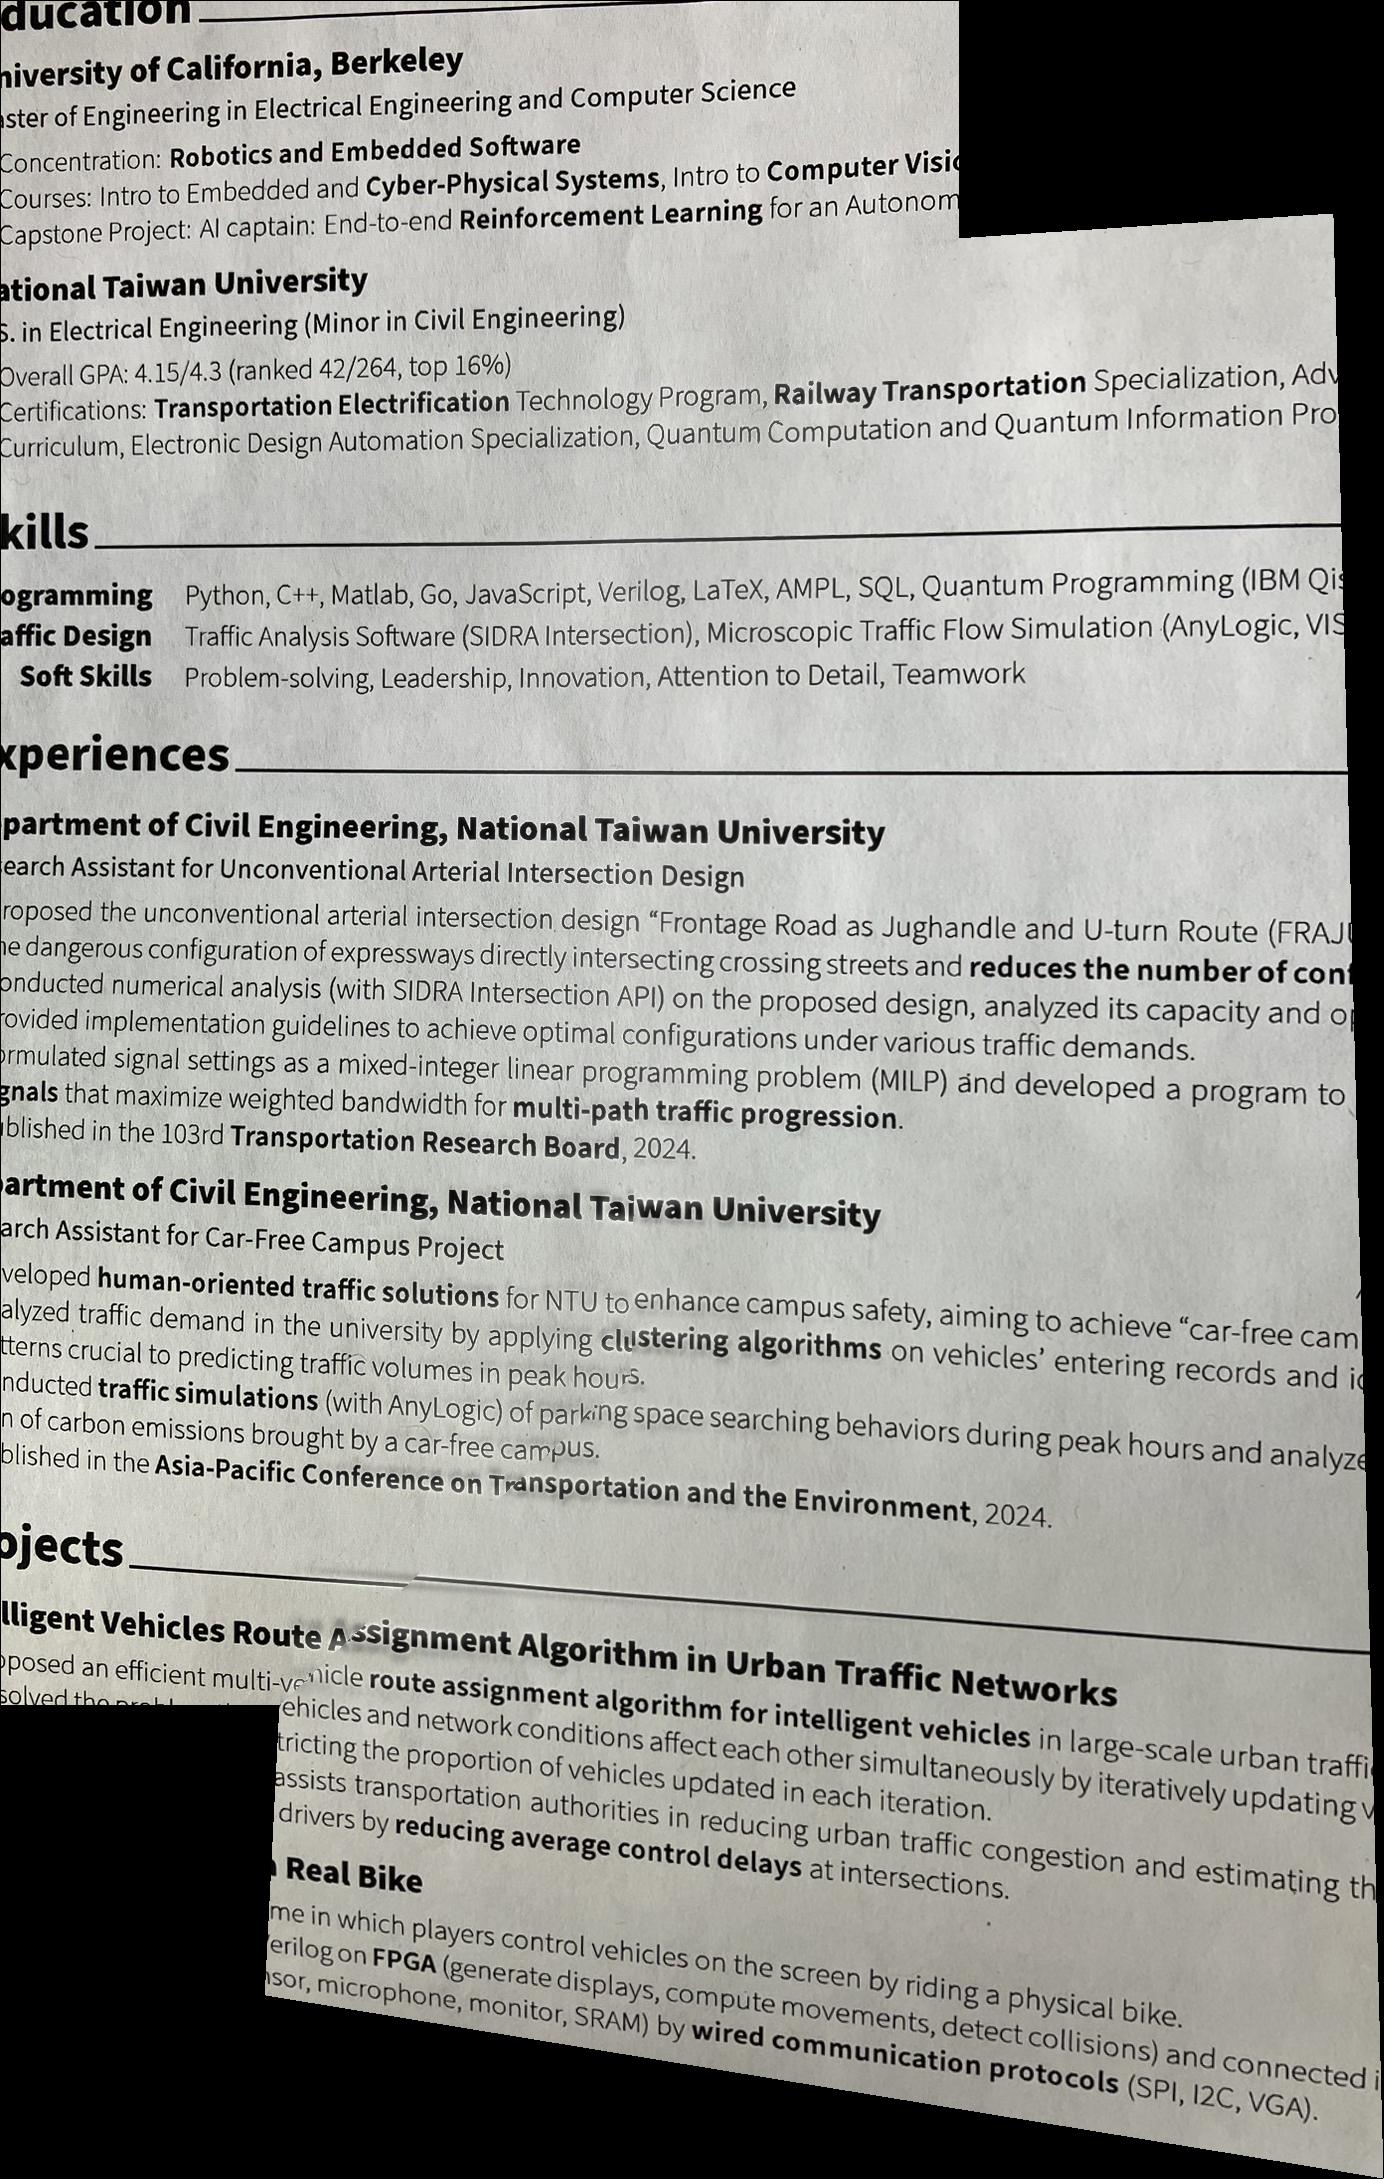 ducation
niversity of California, Berkeley
aster of Engineering in Electrical Engineering and Computer Science
Concentration: Robotics and Embedded Software
Courses: Intro to Embedded and Cyber-Physical Systems, Intro to Computer Visio
Capstone Project: AI captain: End-to-end Reinforcement Learning for an Autonom
ational Taiwan University
S. in Electrical Engineering (Minor in Civil Engineering)
Overall GPA: 4.15/4.3 (ranked 42/264, top 16%)
Certifications: Transportation Electrification Technology Program, Railway Transportation Specialization, Adv
Curriculum, Electronic Design Automation Specialization, Quantum Computation and Quantum Information Pro
kills
ogramming Python, C++, Matlab, Go, JavaScript, Verilog, LaTeX, AMPL, SQL, Quantum Programming (IBM Qis
affic Design Traffic Analysis Software (SIDRA Intersection), Microscopic Traffic Flow Simulation (AnyLogic, VIS
Soft Skills Problem-solving, Leadership, Innovation, Attention to Detail, Teamwork
xperiences
partment of Civil Engineering, National Taiwan University
earch Assistant for Unconventional Arterial Intersection Design
roposed the unconventional arterial intersection design “Frontage Road as Jughandle and U-turn Route (FRAJU
he dangerous configuration of expressways directly intersecting crossing streets and reduces the number of conf
onducted numerical analysis (with SIDRA Intersection API) on the proposed design, analyzed its capacity and op
rovided implementation guidelines to achieve optimal configurations under various traffic demands.
ormulated signal settings as a mixed-integer linear programming problem (MILP) and developed a program to
gnals that maximize weighted bandwidth for multi-path traffic progression.
ublished in the 103rd Transportation Research Board, 2024.
artment of Civil Engineering, National Taiwan University
arch Assistant for Car-Free Campus Project
veloped human-oriented traffic solutions for NTU to enhance campus safety, aiming to achieve “car-free cam
alyzed traffic demand in the university by applying clustering algorithms on vehicles’ entering records and id
tterns crucial to predicting traffic volumes in peak hours.
nducted traffic simulations (with AnyLogic) of parking space searching behaviors during peak hours and analyze
n of carbon emissions brought by a car-free campus.
blished in the Asia-Pacific Conference on Transportation and the Environment, 2024.
ojects
lligent Vehicles Route Assignment Algorithm in Urban Traffic Networks
oposed an efficient multi-vehicle route assignment algorithm for intelligent vehicles in large-scale urban traffi
solved the
ehicles and network conditions affect each other simultaneously by iteratively updating v
tricting the proportion of vehicles updated in each iteration.
assists transportation authorities in reducing urban traffic congestion and estimating th
drivers by reducing average control delays at intersections.
Real Bike
me in which players control vehicles on the screen by riding a physical bike.
erilog on FPGA (generate displays, compute movements, detect collisions) and connected i
nsor, microphone, monitor, SRAM) by wired communication protocols (SPI, I2C, VGA).